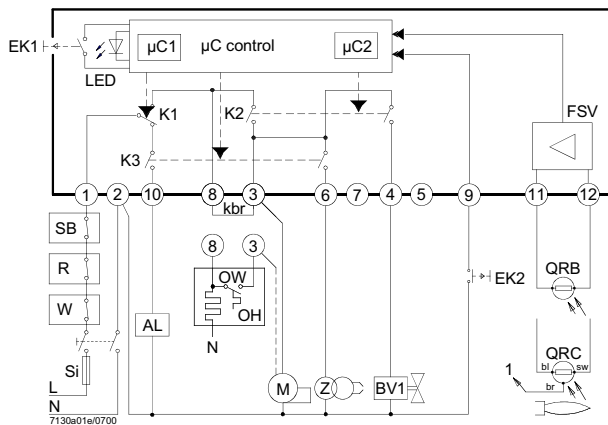 EK1
LED
µC1
µC control
µC2
K1
K2
K3
FSV
1
2
10
8
3
6
7
4
5
9
11
12
kbr
SB
R
W
Si
L
N
7130a01e/0700
AL
8
3
OW
OH
N
M
Z
BV1
EK2
QRB
QRC
bl
sw
br
1